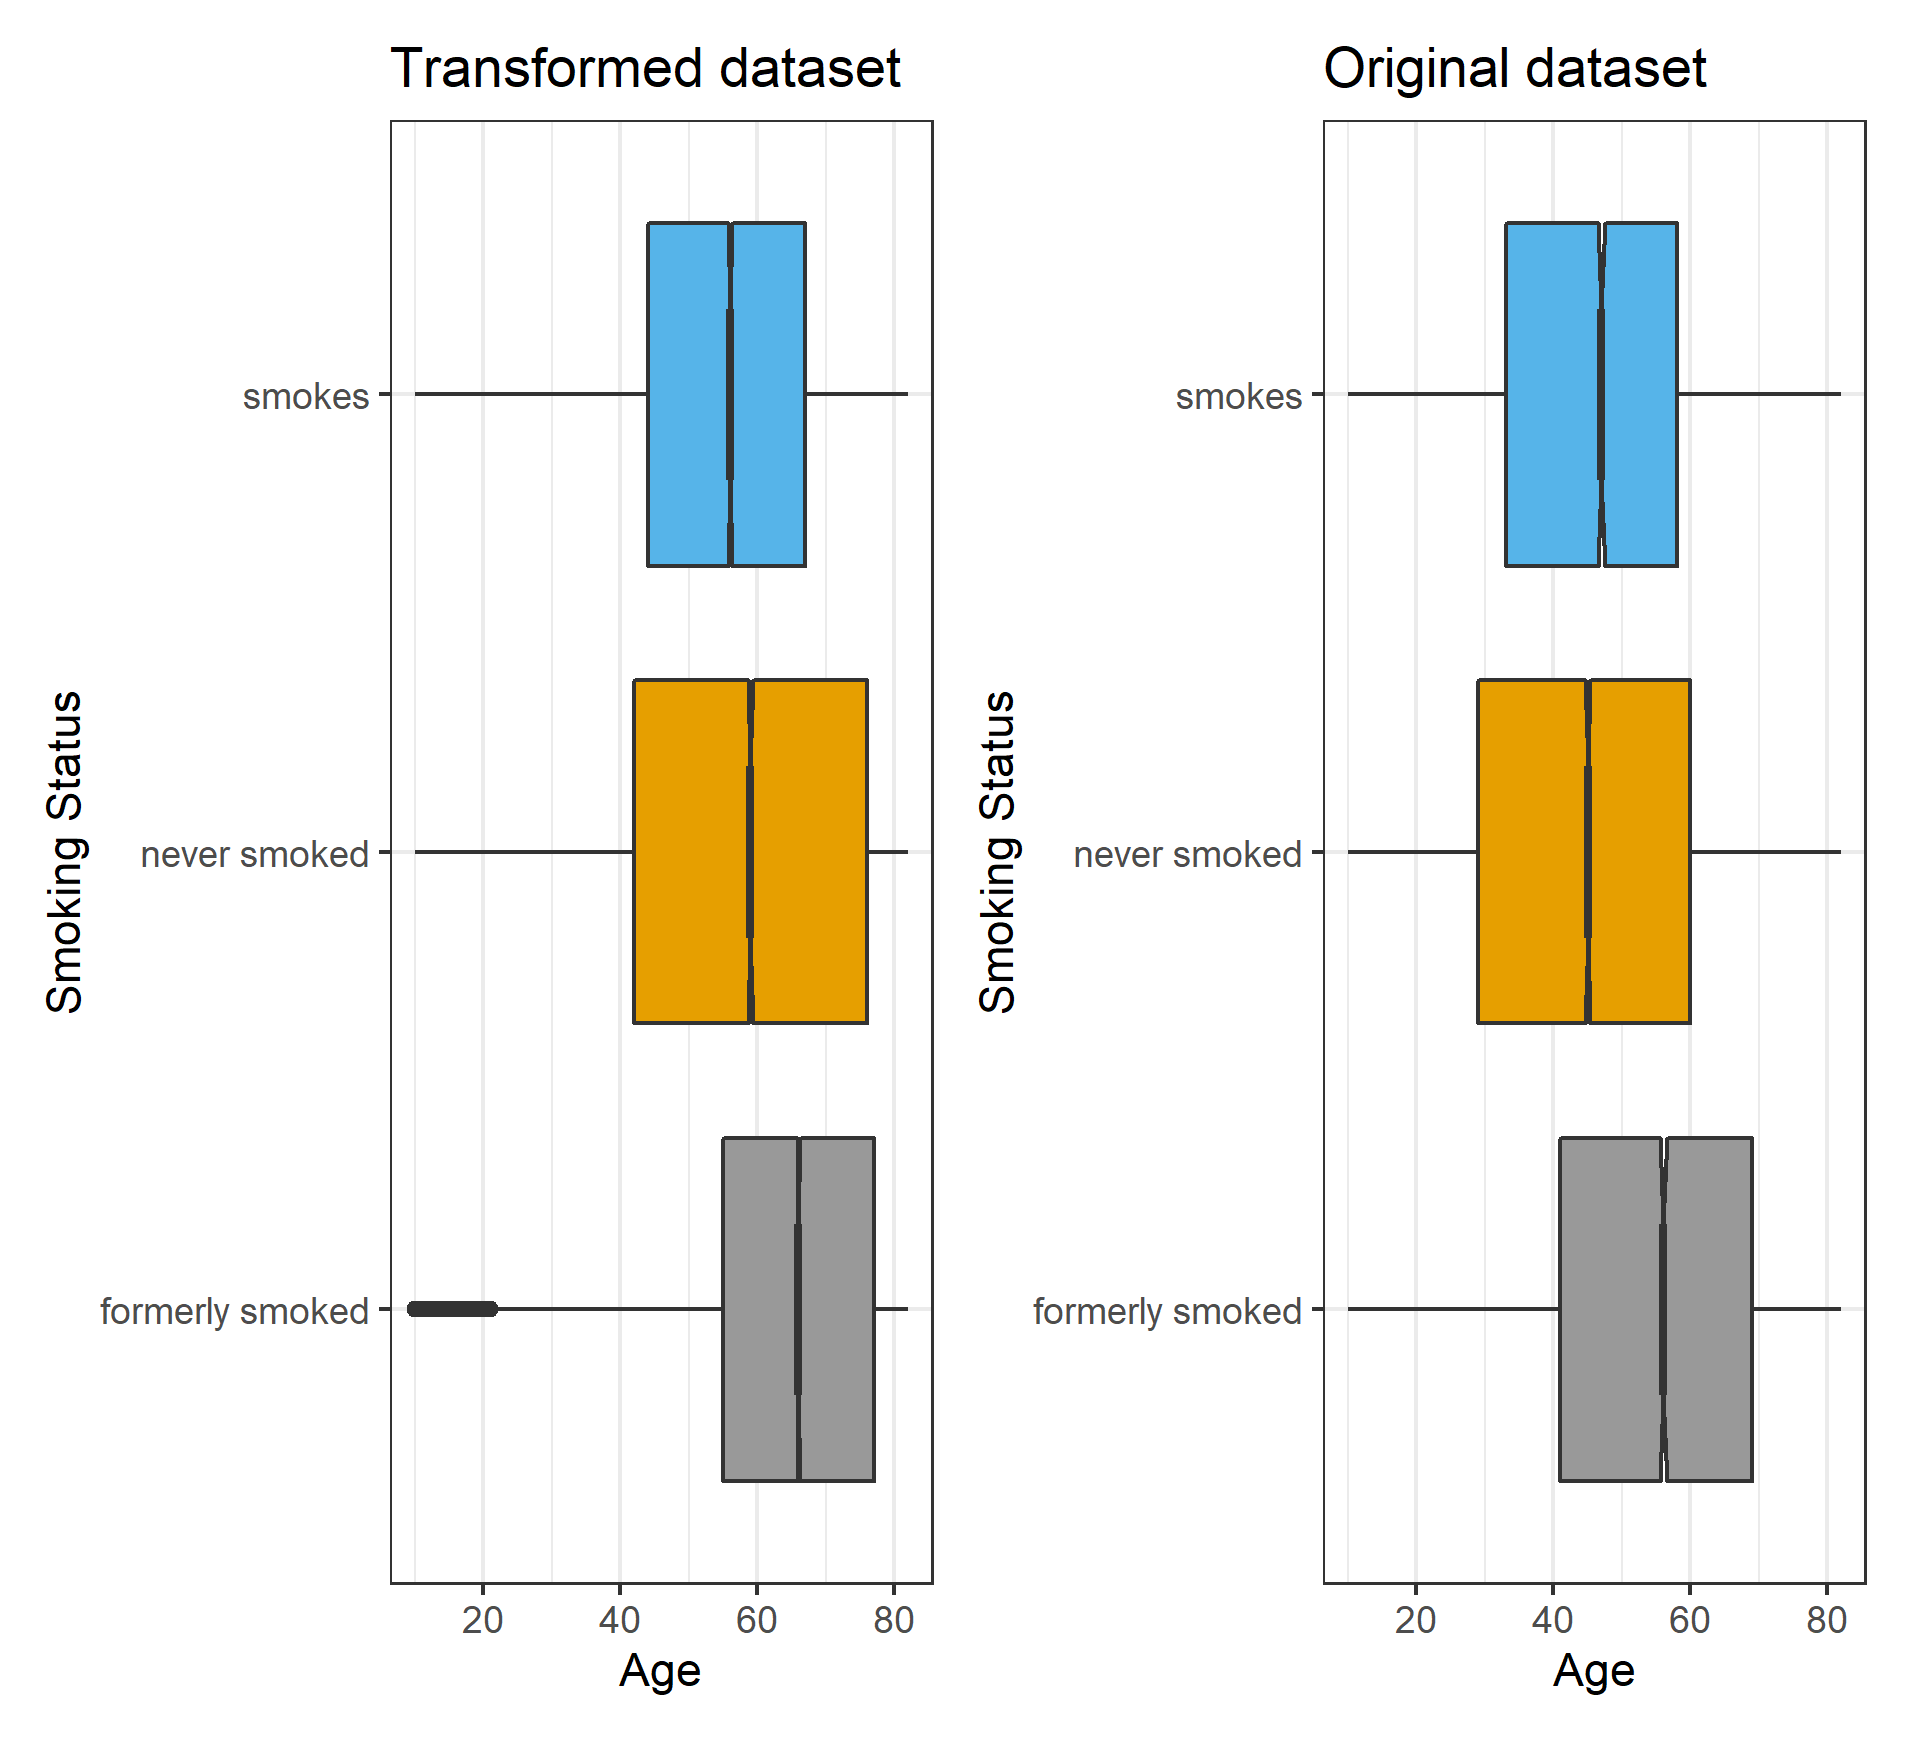 Transformed dataset
Smoking Status
smokes
never smoked
formerly smoked
20 40 60 80
Age
Original dataset
Smoking Status
smokes
never smoked
formerly smoked
20 40 60 80
Age